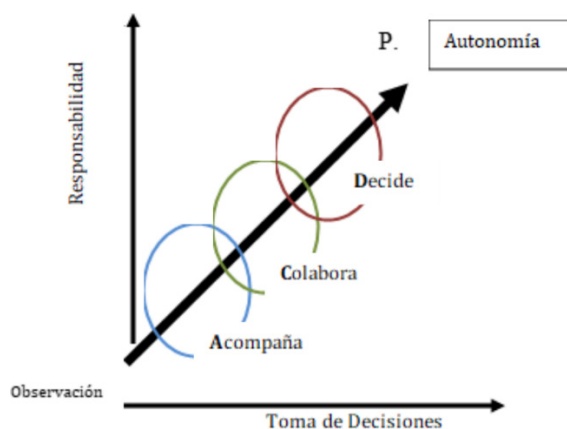 P.
Autonomía
Responsabilidad
Decide
Colabora
Acompaña
Observación
Toma de Decisiones